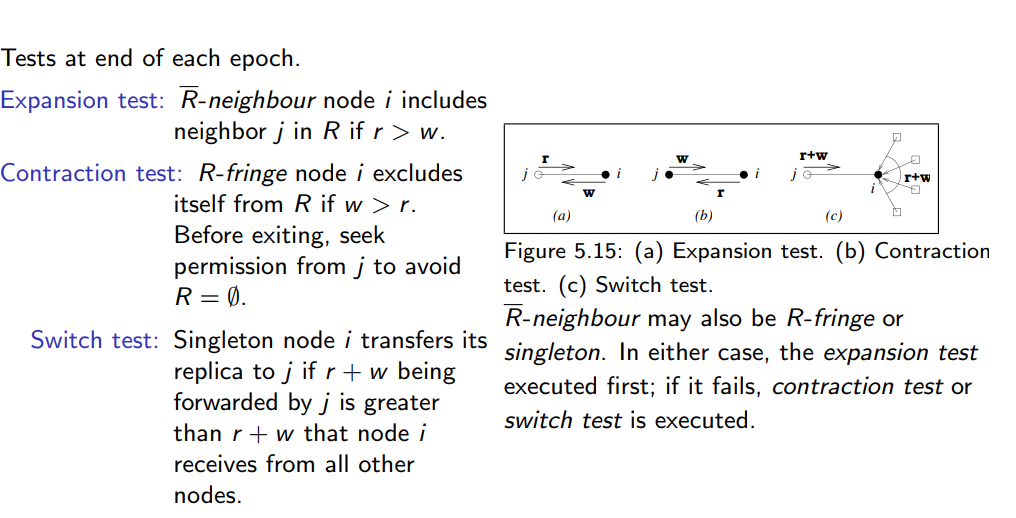 Tests at end of each epoch.
Expansion test: R̅-neighbour node i includes
neighbor j in R if r > w.
Contraction test: R-fringe node i excludes
itself from R if w > r.
Before exiting, seek
permission from j to avoid
R = ∅.
Switch test: Singleton node i transfers its
replica to j if r + w being
forwarded by j is greater
than r + w that node i
receives from all other
nodes.
r
j i
w
(a)
w
j i
r
(b)
r+w
j
i
r+w
(c)
Figure 5.15: (a) Expansion test. (b) Contraction
test. (c) Switch test.
R̅-neighbour may also be R-fringe or
singleton. In either case, the expansion test
executed first; if it fails, contraction test or
switch test is executed.